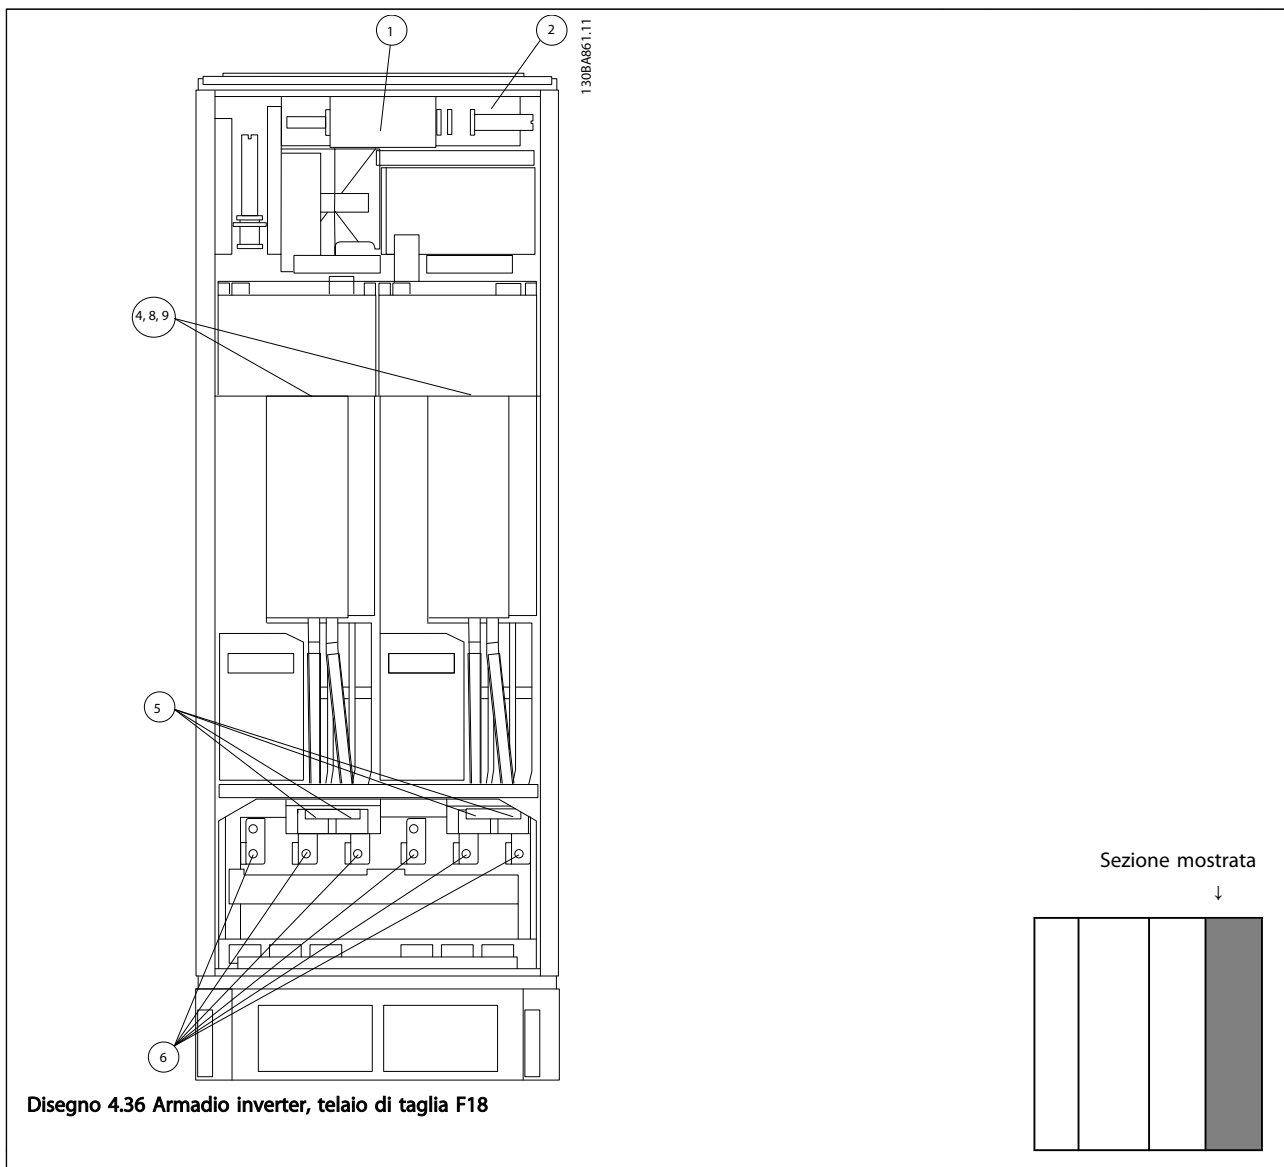 1
2
130BA861.11
4, 8, 9
5
6
Sezione mostrata
↓
Disegno 4.36 Armadio inverter, telaio di taglia F18